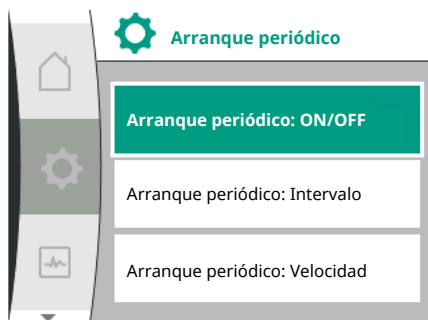 Arranque periódico
Arranque periódico: ON/OFF
Arranque periódico: Intervalo
Arranque periódico: Velocidad